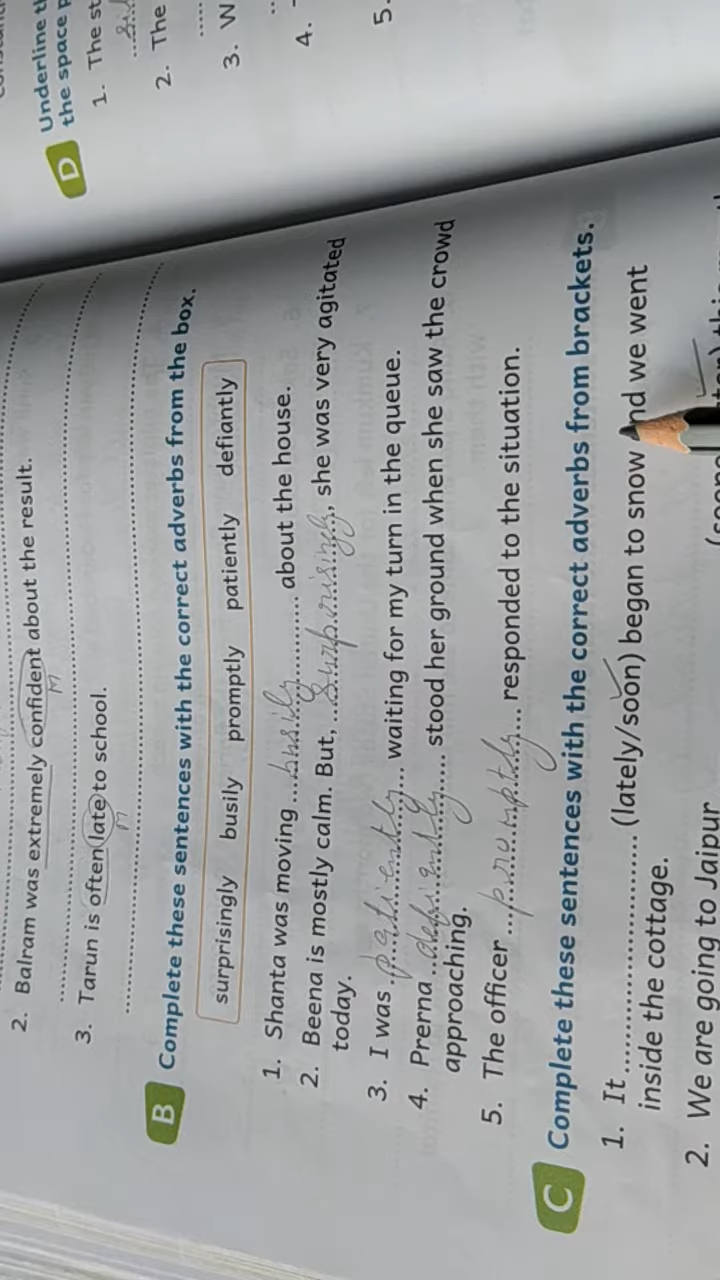 2. Balram was extremely confident about the result.
M
3. Tarun is often late to school.
M
B Complete these sentences with the correct adverbs from the box.
surprisingly busily promptly patiently defiantly
1. Shanta was moving ....busily.... about the house.
2. Beena is mostly calm. But, ...surprisingly..., she was very agitated
today.
3. I was .patiently... waiting for my turn in the queue.
4. Prerna ..defiantly.... stood her ground when she saw the crowd
approaching.
5. The officer ...promptly... responded to the situation.
C Complete these sentences with the correct adverbs from brackets.
1. It .................... (lately/soon) began to snow and we went
inside the cottage.
2. We are going to Jaipur
D Underline
the space
1. The
2. The
3. W
4.
5.